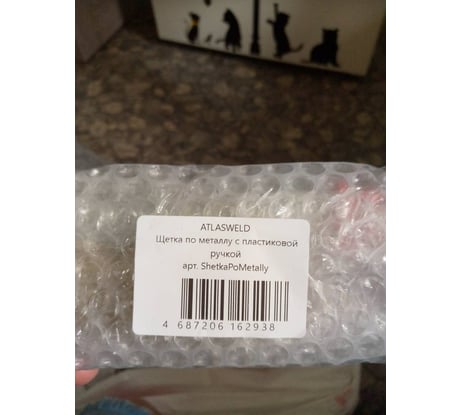 ATLASWELD
Щетка по металлу с пластиковой
ручкой
арт. ShetkaPoMetally
4 687206 162938